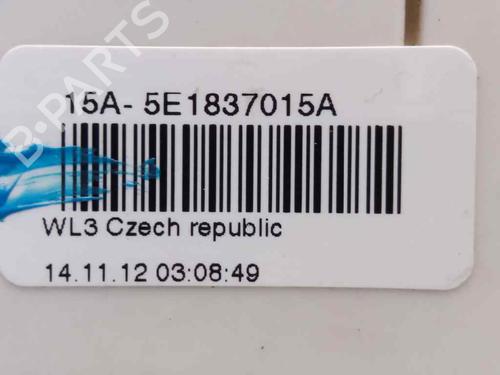 15A- 5E1837015A
WL3 Czech republic
14.11.12 03:08:49
B-PARTS